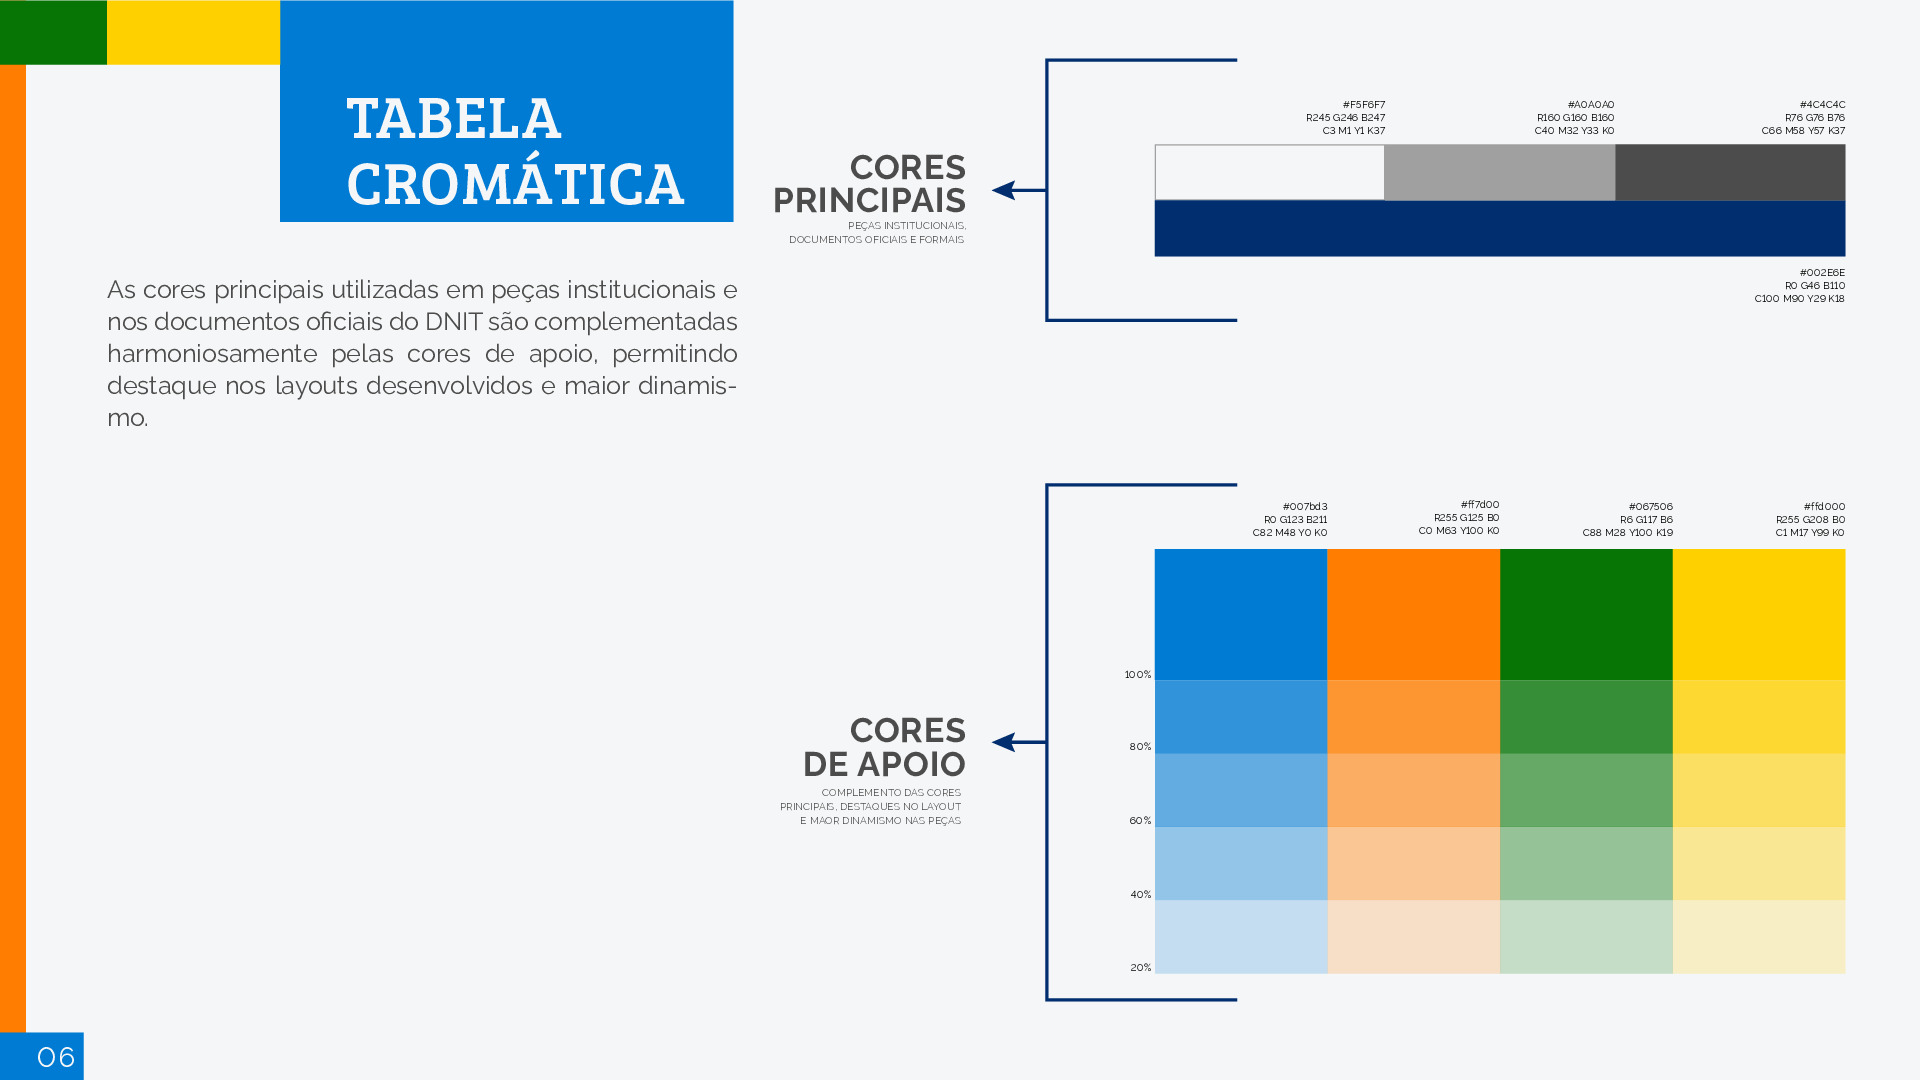 TABELA
CROMÁTICA
As cores principais utilizadas em peças institucionais e
nos documentos oficiais do DNIT são complementadas
harmoniosamente pelas cores de apoio, permitindo
destaque nos layouts desenvolvidos e maior dinamis-
mo.
CORES
PRINCIPAIS
PEÇAS INSTITUCIONAIS,
DOCUMENTOS OFICIAIS E FORMAIS
#F5F6F7
R245 G246 B247
C3 M1 Y1 K37
#A0A0A0
R160 G160 B160
C40 M32 Y33 K0
#4C4C4C
R76 G76 B76
C66 M58 Y57 K37
#002E6E
R0 G46 B110
C100 M90 Y29 K18
CORES
DE APOIO
COMPLEMENTO DAS CORES
PRINCIPAIS, DESTAQUES NO LAYOUT
E MAOR DINAMISMO NAS PEÇAS
#007bd3
R0 G123 B211
C82 M48 Y0 K0
#ff7d00
R255 G125 B0
C0 M63 Y100 K0
#067506
R6 G117 B6
C88 M28 Y100 K19
#ffd000
R255 G208 B0
C1 M17 Y99 K0
100%
80%
60%
40%
20%
06